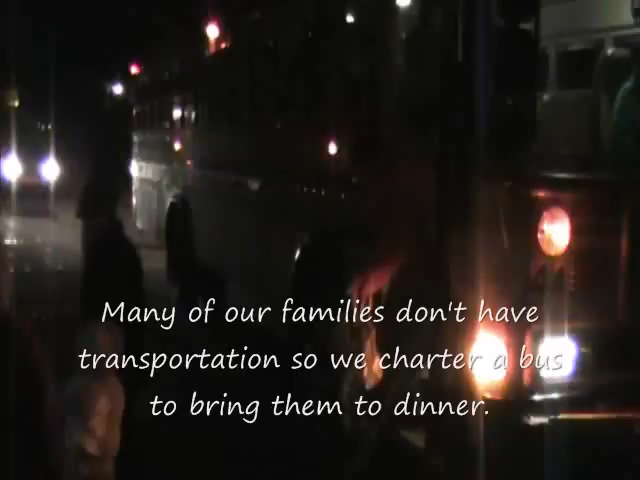 Many of our families don't have
transportation so we charter a bus
to bring them to dinner.